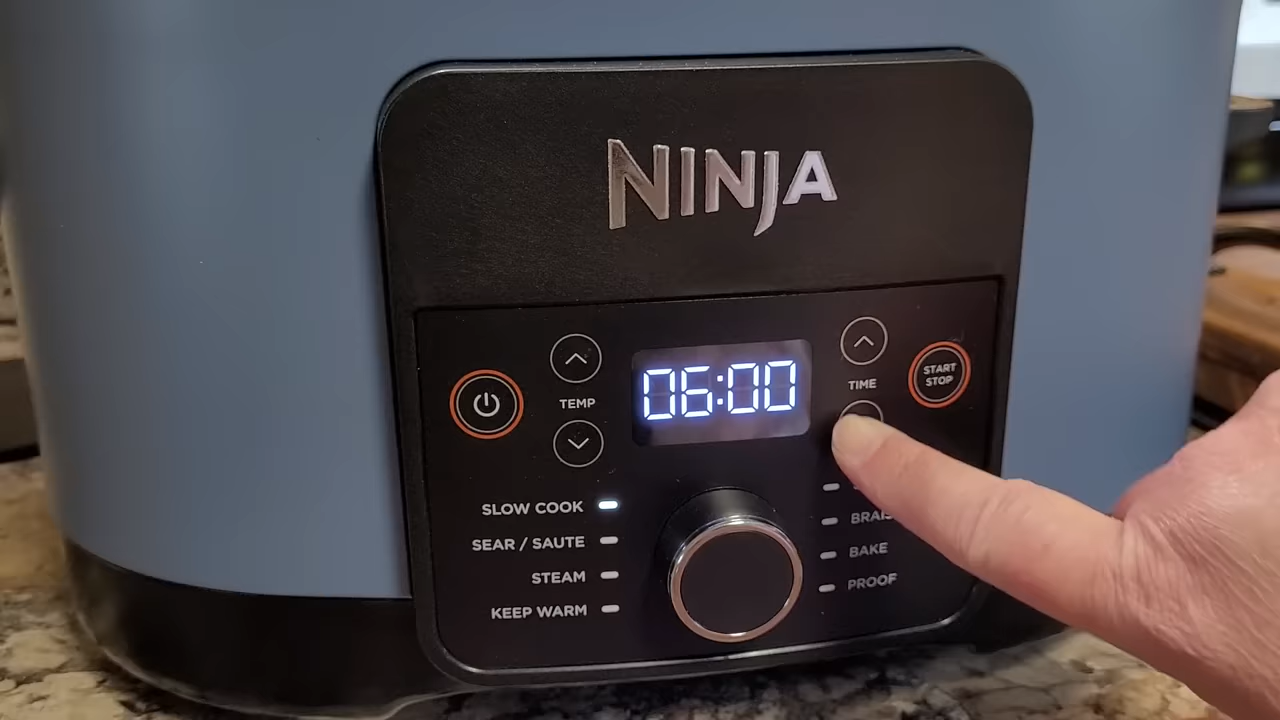 NINJA
TEMP
06:00
TIME
START
STOP
SLOW COOK
SEAR / SAUTE
STEAM
KEEP WARM
BAKE
PROOF